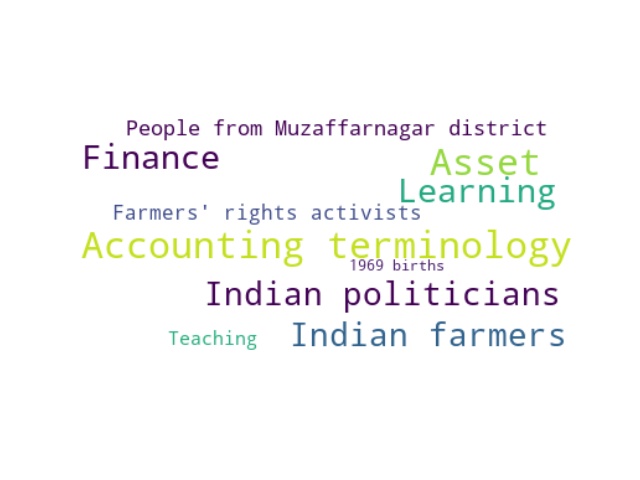 People from Muzaffarnagar district
Finance
Asset
Learning
Farmers' rights activists
Accounting terminology
1969 births
Indian politicians
Teaching
Indian farmers